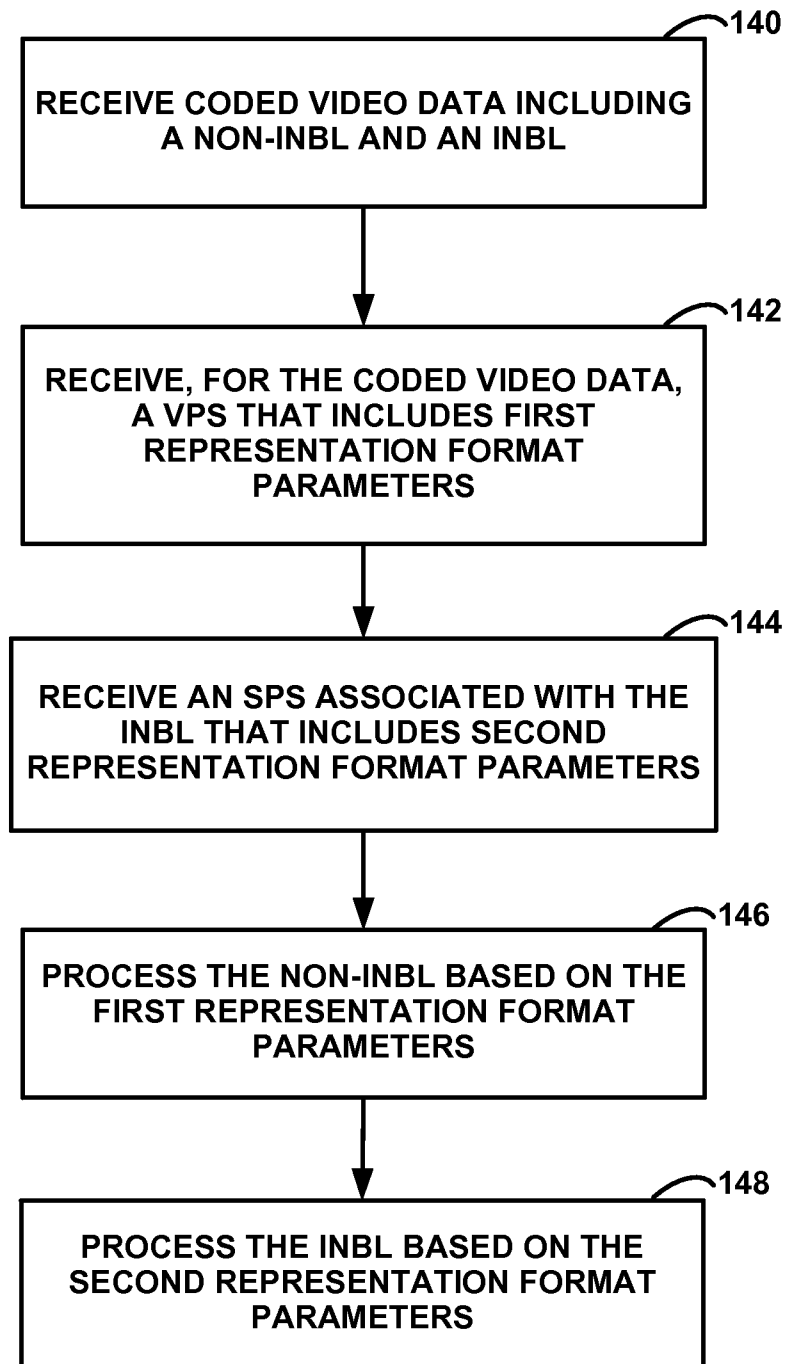 140
RECEIVE CODED VIDEO DATA INCLUDING
A NON-INBL AND AN INBL
142
RECEIVE, FOR THE CODED VIDEO DATA,
A VPS THAT INCLUDES FIRST
REPRESENTATION FORMAT
PARAMETERS
144
RECEIVE AN SPS ASSOCIATED WITH THE
INBL THAT INCLUDES SECOND
REPRESENTATION FORMAT PARAMETERS
146
PROCESS THE NON-INBL BASED ON THE
FIRST REPRESENTATION FORMAT
PARAMETERS
148
PROCESS THE INBL BASED ON THE
SECOND REPRESENTATION FORMAT
PARAMETERS